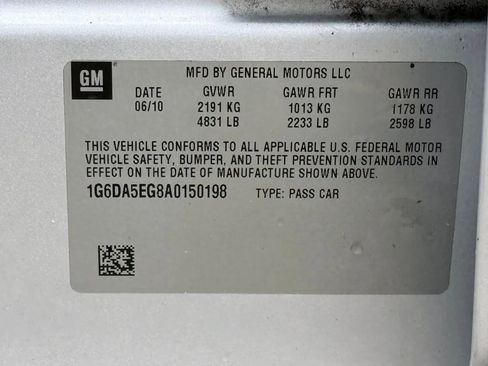 GM
MFD BY GENERAL MOTORS LLC
DATE GVWR GAWR FRT GAWR RR
06/10 2191 KG 1013 KG 1178 KG
4831 LB 2233 LB 2598 LB
THIS VEHICLE CONFORMS TO ALL APPLICABLE U.S. FEDERAL MOTOR
VEHICLE SAFETY, BUMPER, AND THEFT PREVENTION STANDARDS IN
EFFECT ON THE DATE OF MANUFACTURE SHOWN ABOVE.
1G6DA5EG8A0150198 TYPE: PASS CAR